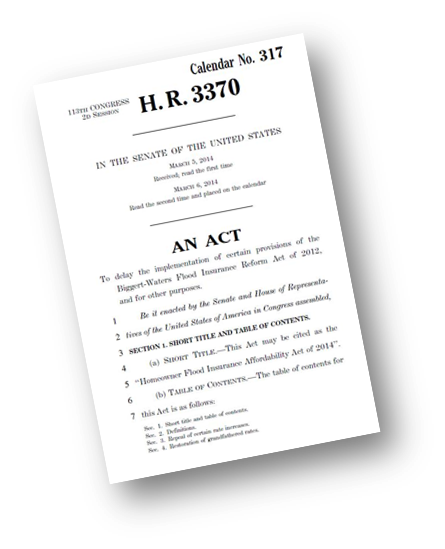 Calendar No. 317
113TH CONGRESS
2D SESSION
H. R. 3370
IN THE SENATE OF THE UNITED STATES
MARCH 5, 2014
Received; read the first time
MARCH 6, 2014
Read the second time and placed on the calendar
AN ACT
To delay the implementation of certain provisions of the
Biggert-Waters Flood Insurance Reform Act of 2012,
and for other purposes.
1 Be it enacted by the Senate and House of Representa-
2 tives of the United States of America in Congress assembled,
3 SECTION 1. SHORT TITLE AND TABLE OF CONTENTS.
4 (a) SHORT TITLE.—This Act may be cited as the
5 "Homeowner Flood Insurance Affordability Act of 2014".
6 (b) TABLE OF CONTENTS.—The table of contents for
7 this Act is as follows:
Sec. 1. Short title and table of contents.
Sec. 2. Definitions.
Sec. 3. Repeal of certain rate increases.
Sec. 4. Restoration of grandfathered rates.